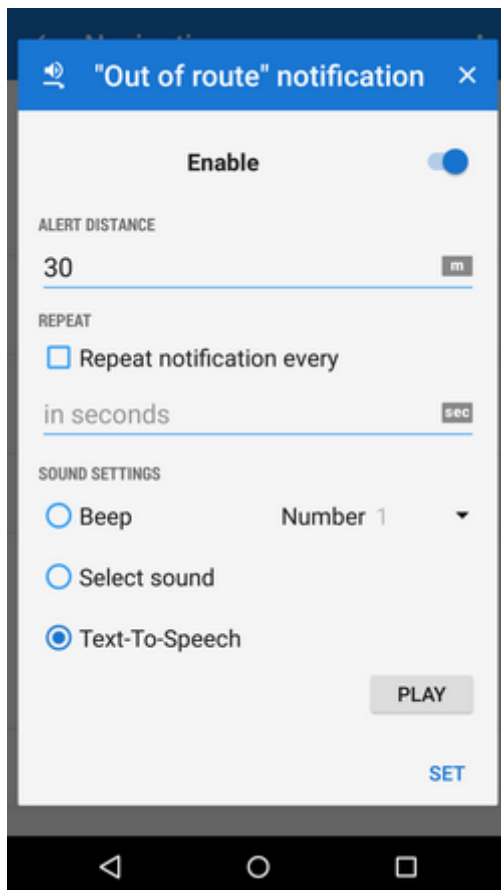 "Out of route" notification
Enable
ALERT DISTANCE
30 m
REPEAT
Repeat notification every
in seconds sec
SOUND SETTINGS
Beep Number 1
Select sound
Text-To-Speech
PLAY
SET